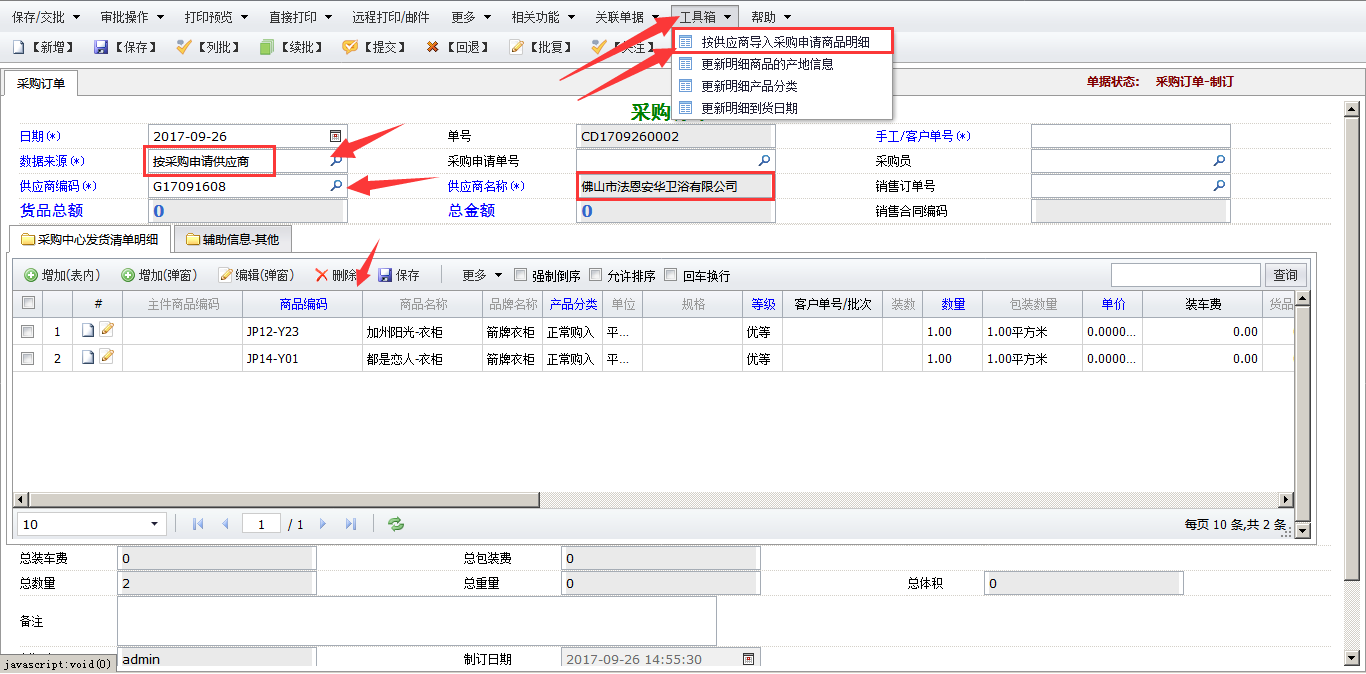 保存/交批 审批操作 打印预览 直接打印 远程打印/邮件 更多 相关功能 关联单据 工具箱 帮助
【新增】 【保存】 【列批】 【续批】 【提交】 【回退】 【批复】 关注】
按供应商导入采购申请商品明细
更新明细商品的产地信息
更新明细产品分类
更新明细到货日期
采购订单 单据状态: 采购订单-制订
采购
日期(*) 2017-09-26 单号 CD1709260002 手工/客户单号(*)
数据来源(*) 按采购申请供应商 采购申请单号 采购员
供应商编码(*) G17091608 供应商名称(*) 佛山市法恩安华卫浴有限公司 销售订单号
货品总额 0 总金额 0 销售合同编码
采购中心发货清单明细 辅助信息-其他
增加(表内) 增加(弹窗) 编辑(弹窗) 删除 保存 更多 强制倒序 允许排序 回车换行 查询
# 主件商品编码 商品编码 商品名称 品牌名称 产品分类 单位 规格 等级 客户单号/批次 装数 数量 包装数量 单价 装车费 货品
1 JP12-Y23 加州阳光-衣柜 箭牌衣柜 正常购入 平... 优等 1.00 1.00平方米 0.0000... 0.00
2 JP14-Y01 都是恋人-衣柜 箭牌衣柜 正常购入 平... 优等 1.00 1.00平方米 0.0000... 0.00
10 1 / 1 每页 10 条,共 2 条
总装车费 0 总包装费 0
总数量 2 总重量 0 总体积 0
备注
javascript:void(0) admin 制订日期 2017-09-26 14:55:30